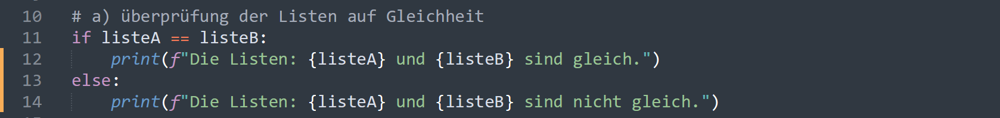 10 # a) überprüfung der Listen auf Gleichheit
11 if listeA == listeB:
12 print(f"Die Listen: {listeA} und {listeB} sind gleich.")
13 else:
14 print(f"Die Listen: {listeA} und {listeB} sind nicht gleich.")